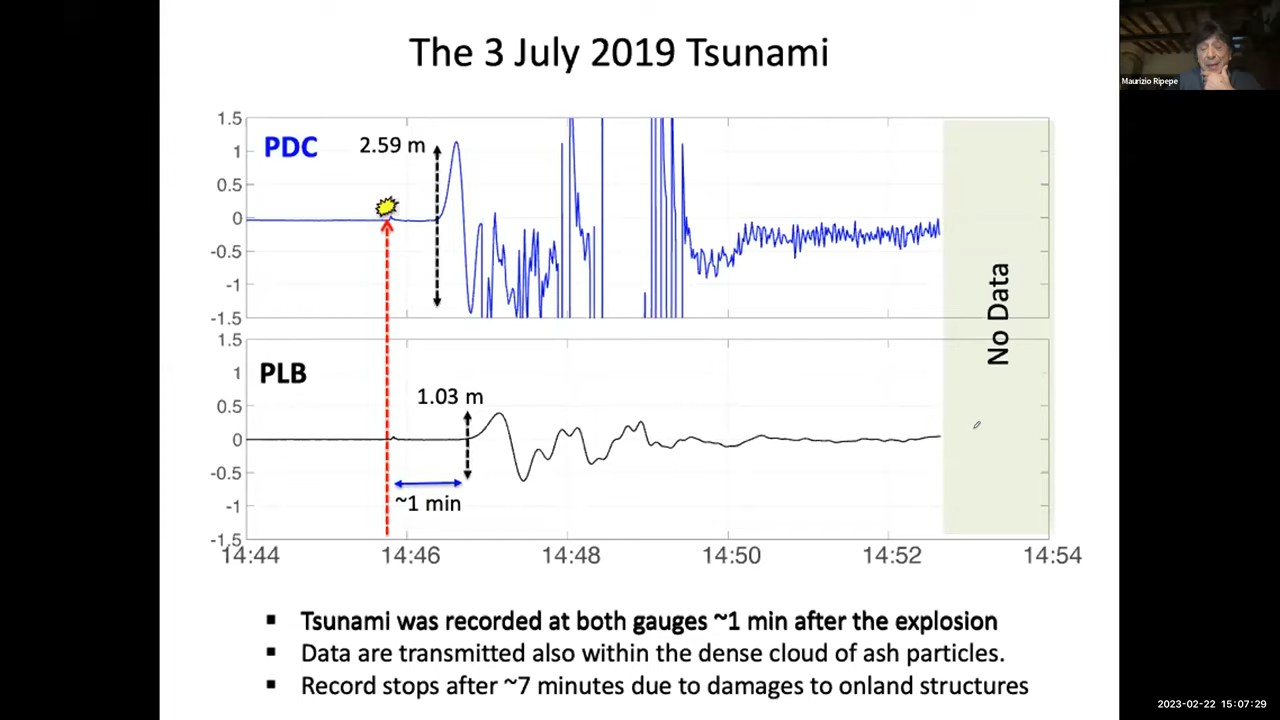 The 3 July 2019 Tsunami
Maurizio Ripepe
1.5
PDC
2.59 m
1
0.5
0
-0.5
-1
-1.5
No Data
1.5
PLB
1
1.03 m
0.5
0
-0.5
~1 min
-1
-1.5
14:44 14:46 14:48 14:50 14:52 14:54
▪ Tsunami was recorded at both gauges ~1 min after the explosion
▪ Data are transmitted also within the dense cloud of ash particles.
▪ Record stops after ~7 minutes due to damages to onland structures
2023-02-22 15:07:29